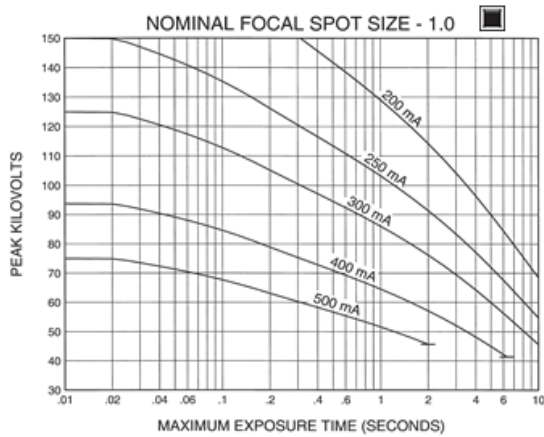 NOMINAL FOCAL SPOT SIZE - 1.0
PEAK KILOVOLTS
150
140
130
120
110
100
90
80
70
60
50
40
30
200 mA
250 mA
300 mA
400 mA
500 mA
.01 .02 .04 .06 .1 .2 .4 .6 1 2 4 6 10
MAXIMUM EXPOSURE TIME (SECONDS)